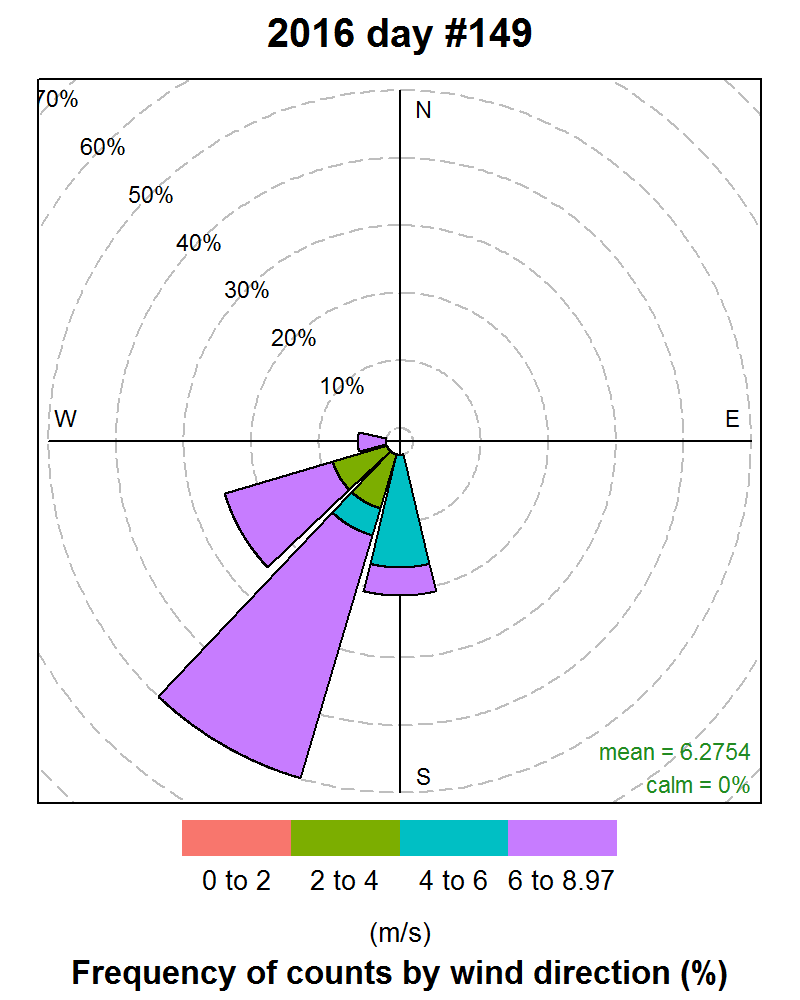 2016 day #149
70%
N
60%
50%
40%
30%
20%
10%
W
E
S
mean = 6.2754
calm = 0%
0 to 2 2 to 4 4 to 6 6 to 8.97
(m/s)
Frequency of counts by wind direction (%)